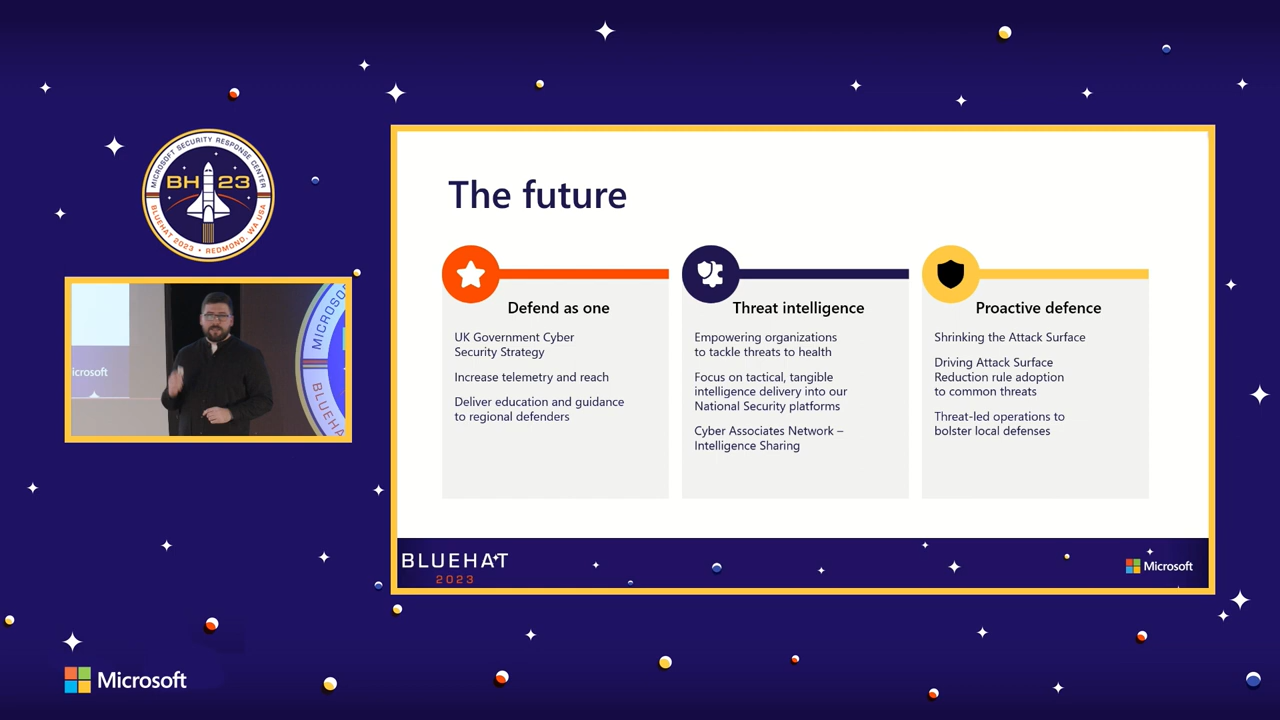 MICROSOFT SECURITY RESPONSE CENTER
BH 23
BLUEHAT 2023 • REDMOND, WA USA
icrosoft
MICROSO
BLUEHA
The future
Defend as one
UK Government Cyber
Security Strategy
Increase telemetry and reach
Deliver education and guidance
to regional defenders
Threat intelligence
Empowering organizations
to tackle threats to health
Focus on tactical, tangible
intelligence delivery into our
National Security platforms
Cyber Associates Network –
Intelligence Sharing
Proactive defence
Shrinking the Attack Surface
Driving Attack Surface
Reduction rule adoption
to common threats
Threat-led operations to
bolster local defenses
BLUEHAT
2023
Microsoft
Microsoft